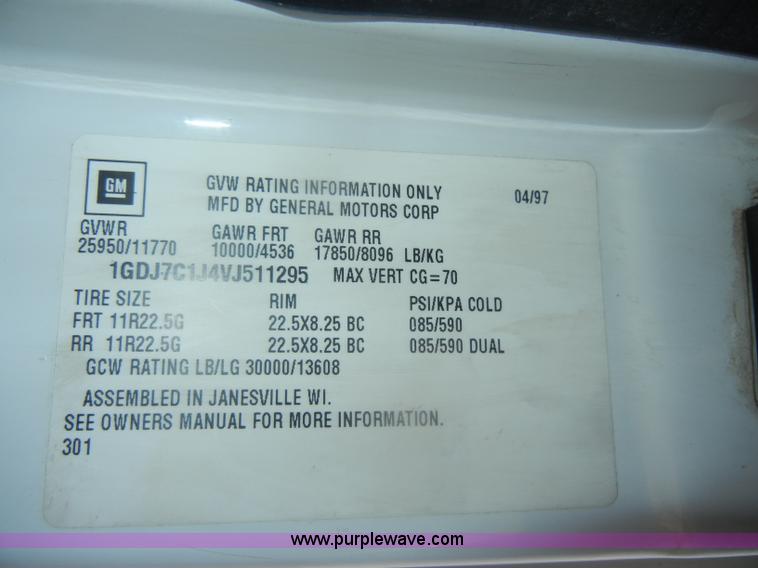 GM
GVW RATING INFORMATION ONLY 04/97
MFD BY GENERAL MOTORS CORP
GVWR GAWR FRT GAWR RR
25950/11770 10000/4536 17850/8096 LB/KG
1GDJ7C1J4VJ511295 MAX VERT CG=70
TIRE SIZE RIM PSI/KPA COLD
FRT 11R22.5G 22.5X8.25 BC 085/590
RR 11R22.5G 22.5X8.25 BC 085/590 DUAL
GCW RATING LB/LG 30000/13608
ASSEMBLED IN JANESVILLE WI.
SEE OWNERS MANUAL FOR MORE INFORMATION.
301
www.purplewave.com